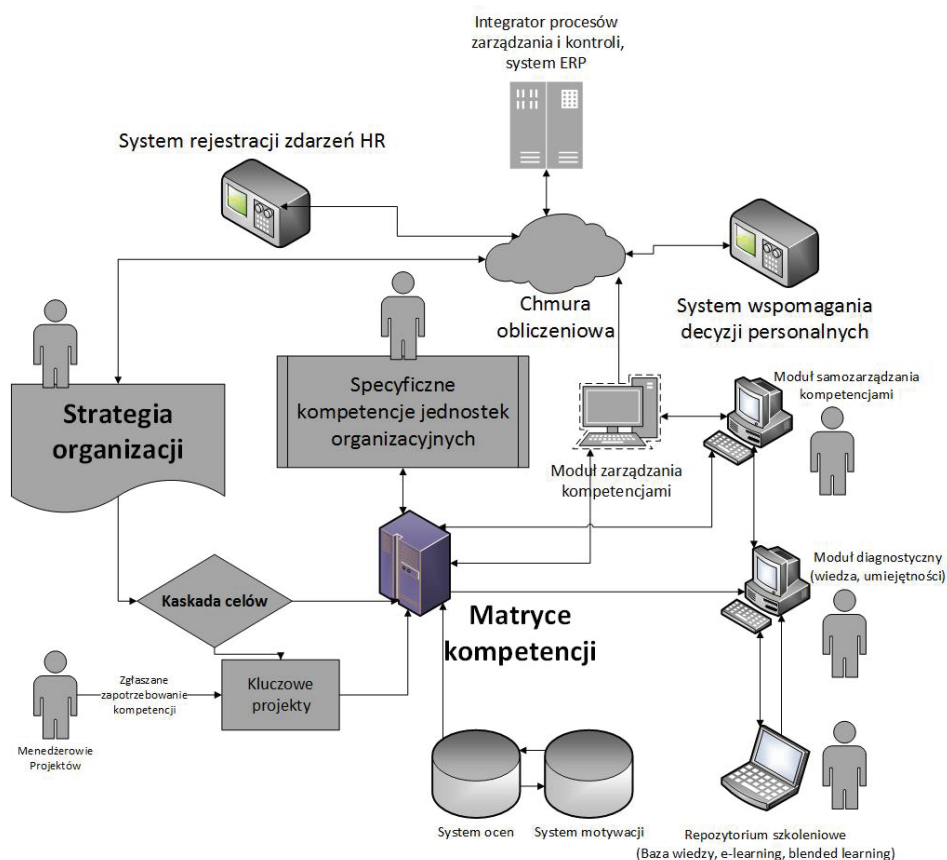 Integrator procesów
zarządzania i kontroli,
system ERP
System rejestracji zdarzeń HR
Chmura
obliczeniowa
System wspomagania
decyzji personalnych
Strategia
organizacji
Specyficzne
kompetencje jednostek
organizacyjnych
Moduł zarządzania
kompetencjami
Moduł samozarządzania
kompetencjami
Moduł diagnostyczny
(wiedza, umiejętności)
Kaskada celów
Matryce
kompetencji
Zgłaszane
zapotrzebowanie
kompetencji
Kluczowe
projekty
Menedżerowie
Projektów
System ocen
System motywacji
Repozytorium szkoleniowe
(Baza wiedzy, e-learning, blended learning)